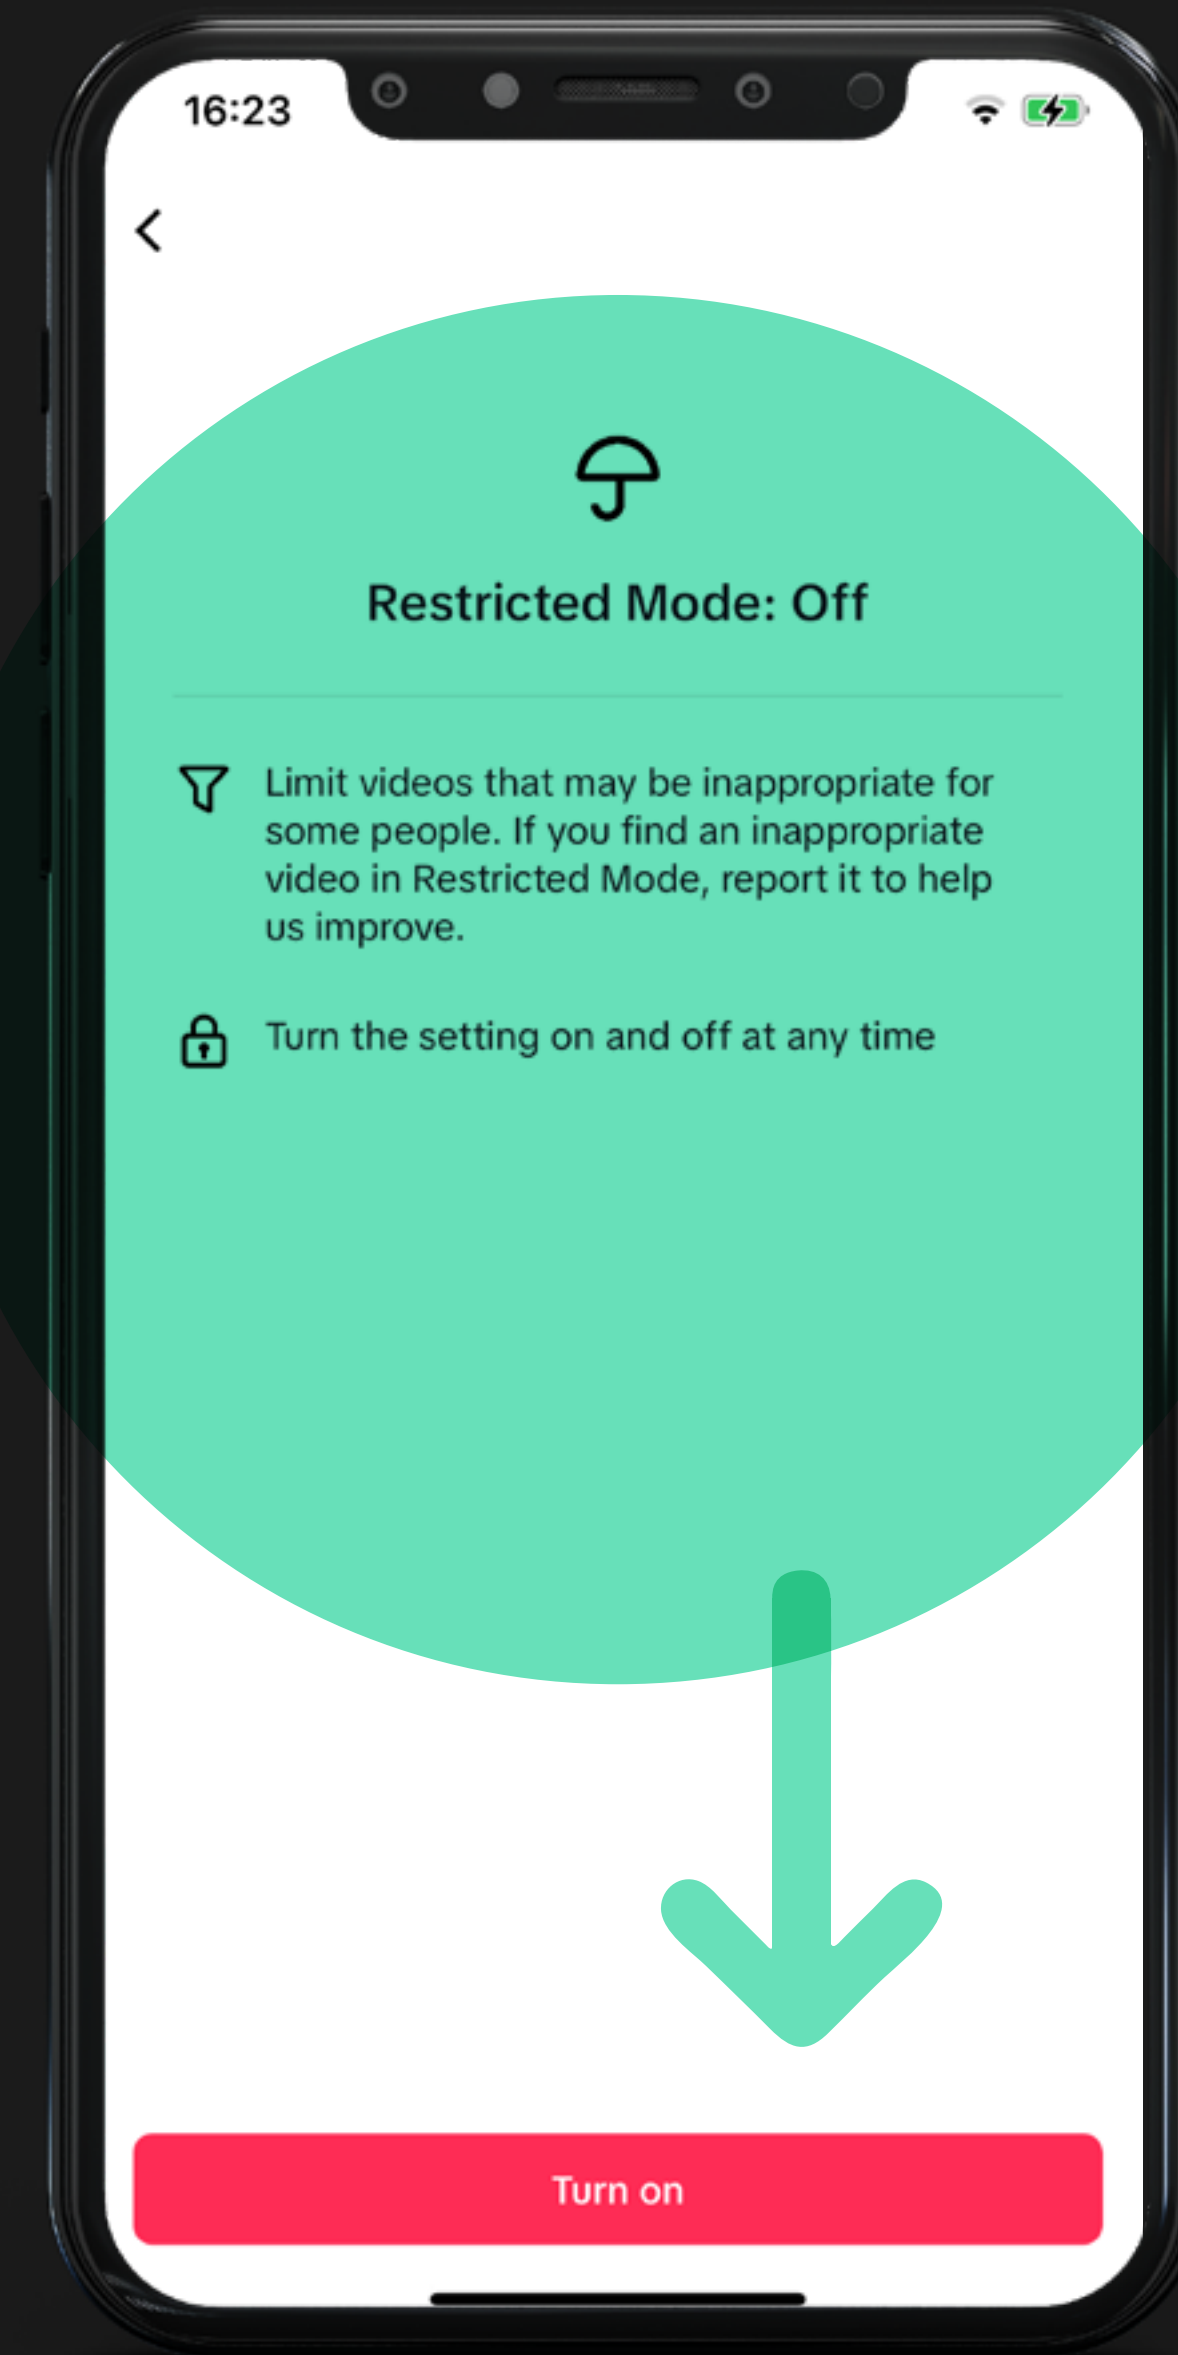 16:23
Restricted Mode: Off
Limit videos that may be inappropriate for
some people. If you find an inappropriate
video in Restricted Mode, report it to help
us improve.
Turn the setting on and off at any time
Turn on